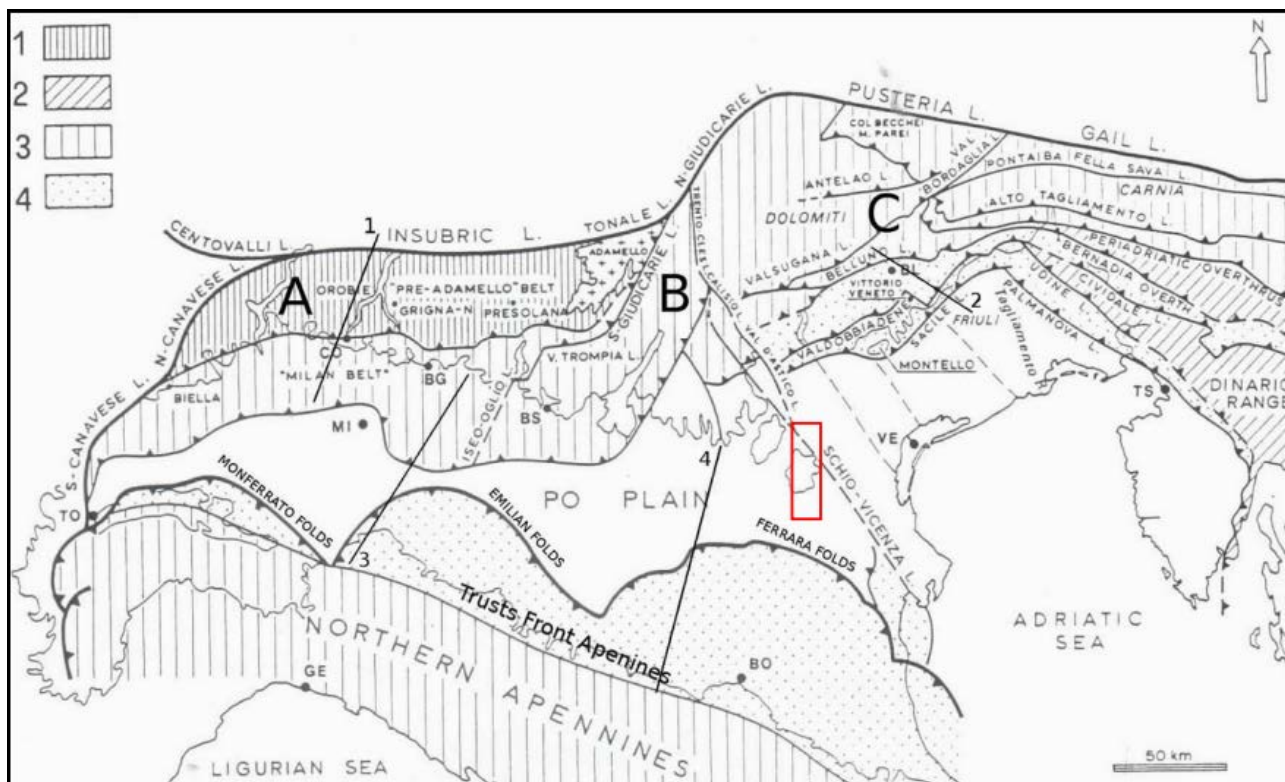 1
2
3
4
N
PUSTERIA L.
GAIL L.
COL BECCHEI
M. PAREI
VAL BORDAGLIA L.
PONTAIBA FELLA SAVA L.
CARNIA
ANTELAO L
ALTO TAGLIAMENTO L.
DOLOMITI
C
PERIADRIATIC OVERTHRUS
N-GIUDICARIE L.
CENTOVALLI L.
1
INSUBRIC L.
TONALE L.
ADAMELLO
VALSUGANA L.
BELLUNO L.
BL
BERNADIA OVERTH
CIVIDALE L.
UDINE L.
PALMANOVA L.
N-CANAVESE L.
A
OROBIE
"PRE-ADAMELLO" BELT
GRIGNA-N
PRESOLANA
S-GIUDICARIE L.
B
VITTORIO
VENETO
2
FRIULI
VALDOBBIADENE
SACILE
MONTELLO
Tagliamento
DINARIC
RANGE
TS
CO
"MILAN BELT"
BG
V. TROMPIA L.
BIELLA
ISEO-OGLIO
BS
MI
S-CANAVESE L.
TO
VAL D'ASTICO L.
4
VE
SCHIO-VICENZA L.
PO PLAIN
MONFERRATO FOLDS
EMILIAN FOLDS
FERRARA FOLDS
3
Trusts Front Apenines
NORTHERN APENNINES
BO
GE
ADRIATIC
SEA
LIGURIAN SEA
50 km